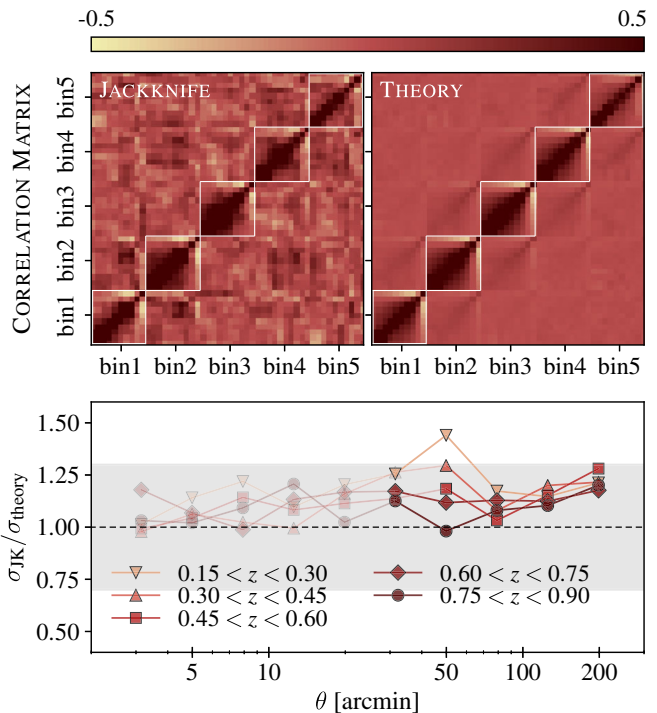 -0.5 0.5
JACKKNIFE THEORY
CORRELATION MATRIX
bin5
bin4
bin3
bin2
bin1
bin1 bin2 bin3 bin4 bin5 bin1 bin2 bin3 bin4 bin5
σJK/σtheory
1.50
1.25
1.00
0.75
0.50
0.15 < z < 0.30 0.60 < z < 0.75
0.30 < z < 0.45 0.75 < z < 0.90
0.45 < z < 0.60
5 10 50 100 200
θ [arcmin]